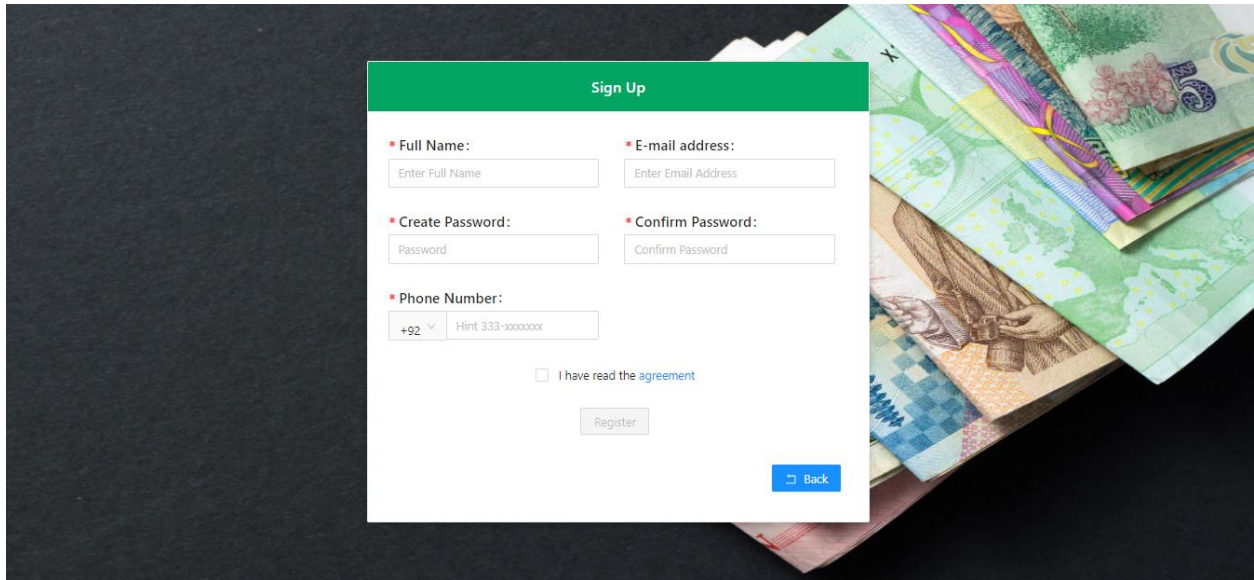 Sign Up
* Full Name:
* E-mail address:
Enter Full Name
Enter Email Address
* Create Password:
* Confirm Password:
Password
Confirm Password
* Phone Number:
+92
Hint 333-xxxxxxx
I have read the agreement
Register
Back
5